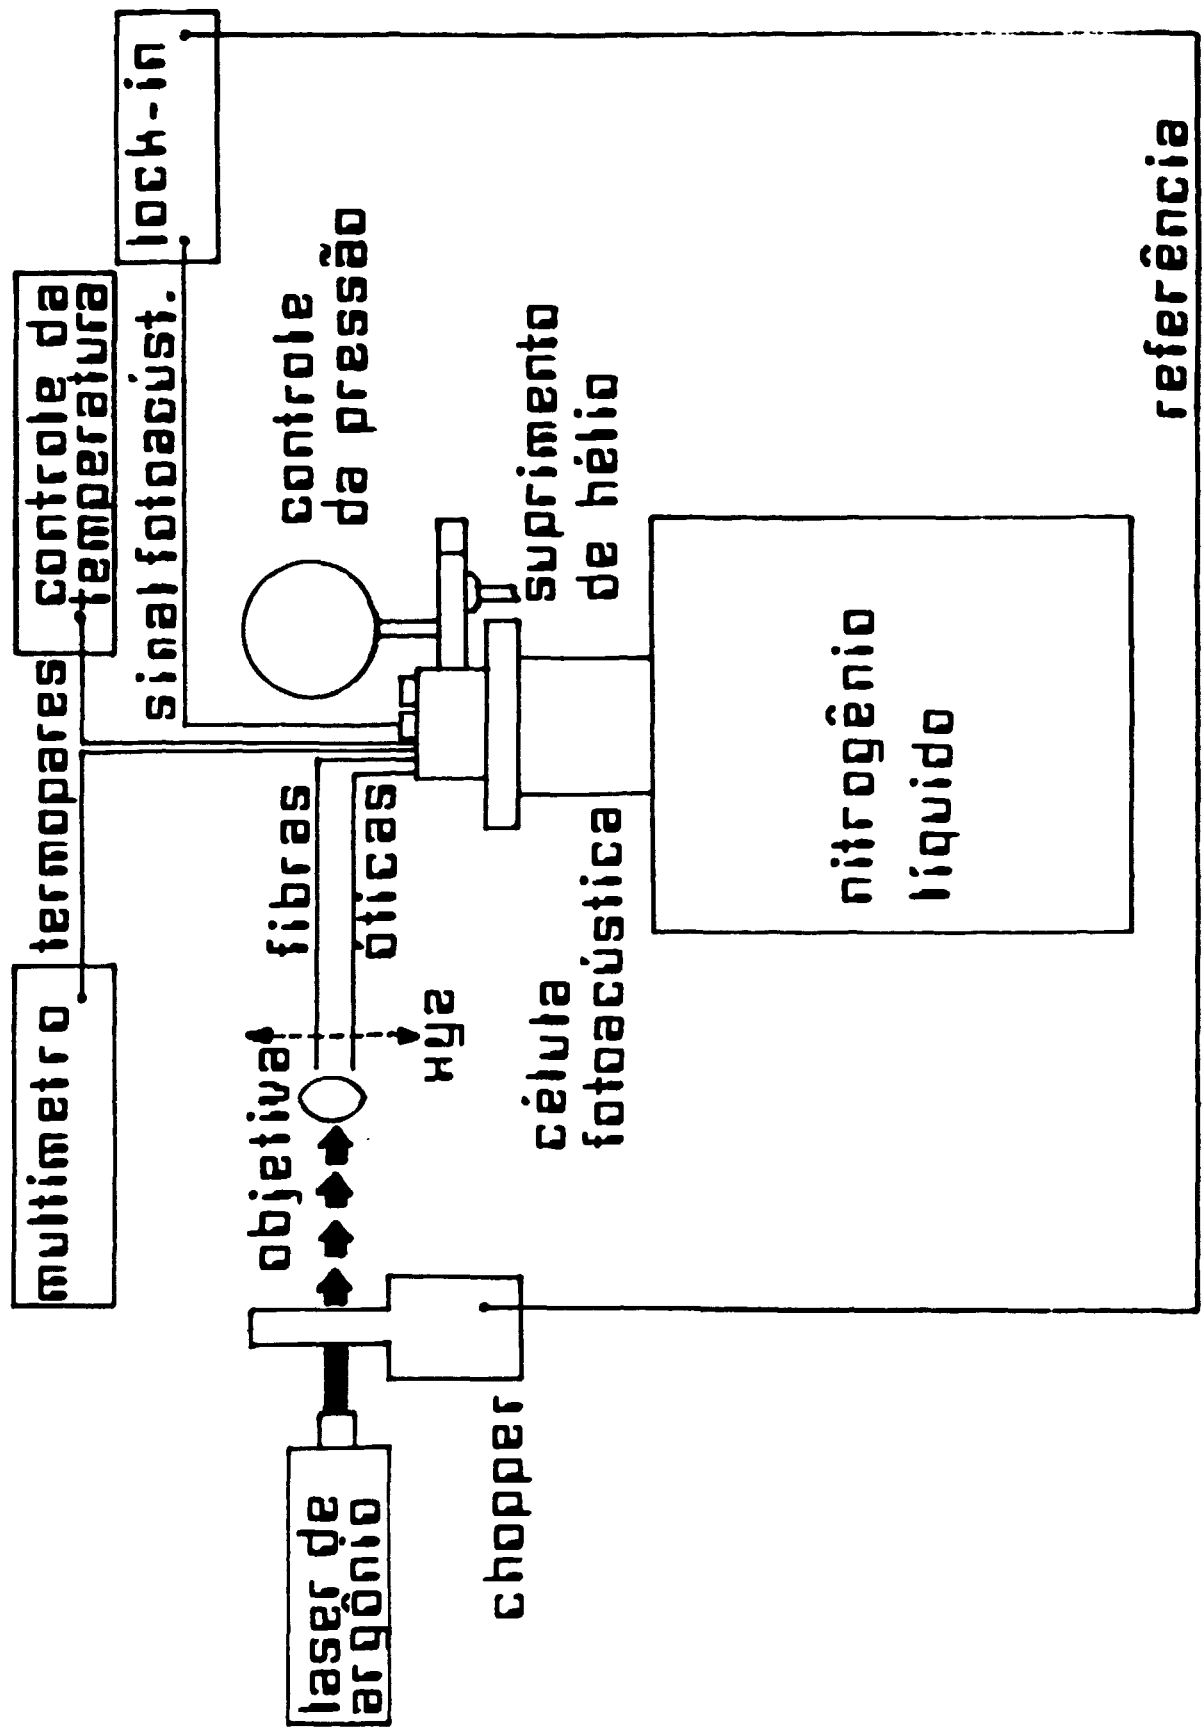 multimetro
termopares
controle da
temperatura
lock-in
sinal fotoacúst.
objetiva
fibras
óticas
controle
da pressão
xyz
laser de
argônio
chopper
célula
fotoacústica
suprimento
de hélio
nitrogênio
líquido
referência